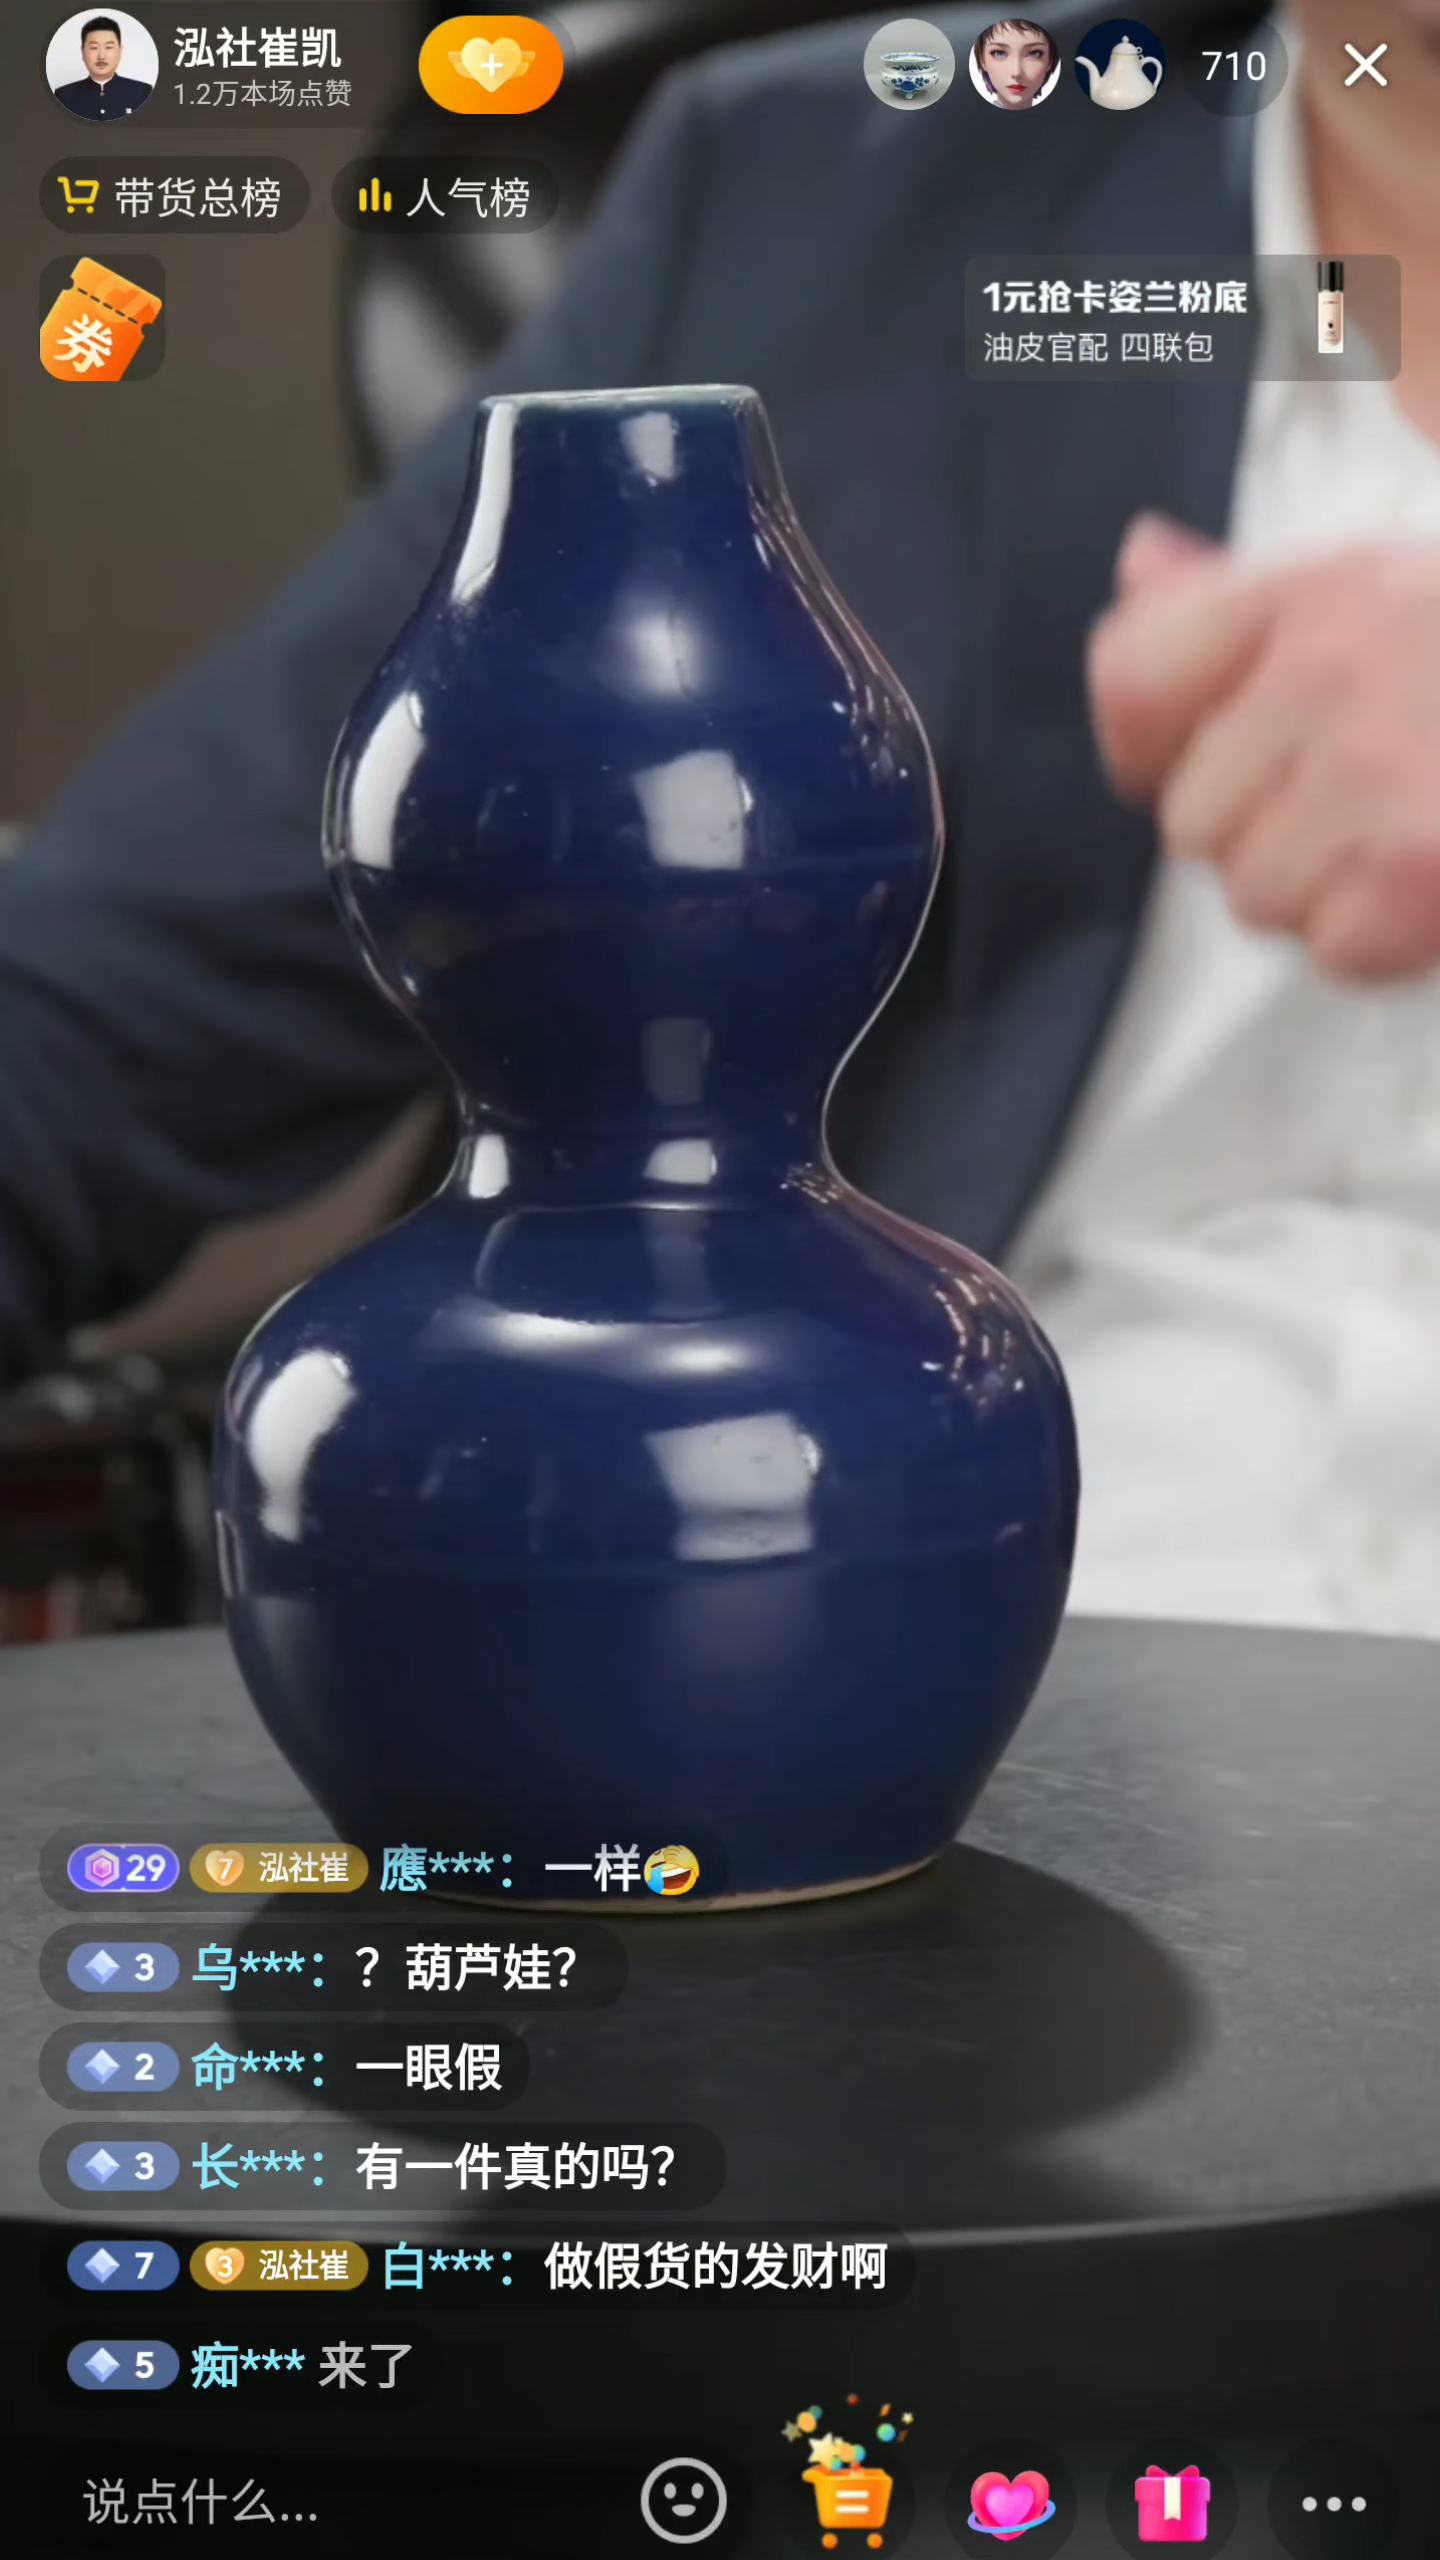 泓社崔凯
1.2万本场点赞
710
带货总榜
人气榜
券
1元抢卡姿兰粉底
油皮官配 四联包
29 7 泓社崔 應***：一样🤣
3 乌***：？葫芦娃？
2 命***：一眼假
3 长***：有一件真的吗？
7 3 泓社崔 白***：做假货的发财啊
5 痴*** 来了
说点什么...